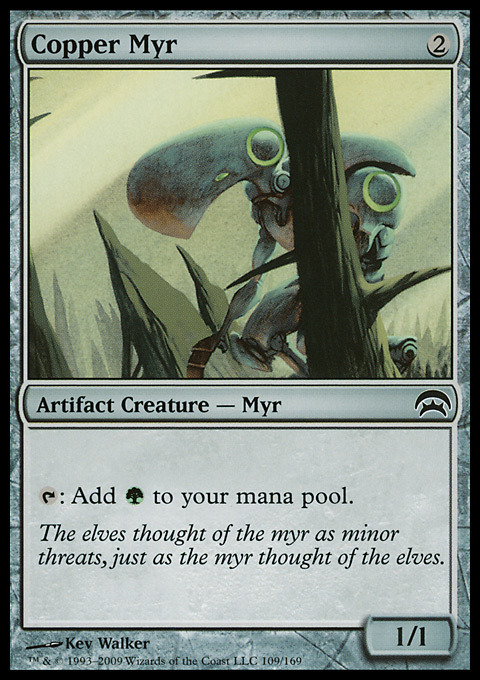 Copper Myr 2
Artifact Creature — Myr
: Add to your mana pool.
The elves thought of the myr as minor
threats, just as the myr thought of the elves.
1/1
Kev Walker
™ & © 1993–2009 Wizards of the Coast LLC 109/169